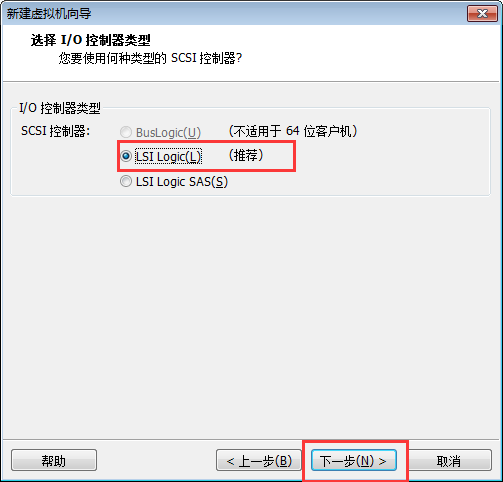 新建虚拟机向导
选择 I/O 控制器类型
您要使用何种类型的 SCSI 控制器?
I/O 控制器类型
SCSI 控制器: BusLogic(U) (不适用于 64 位客户机)
LSI Logic(L) (推荐)
LSI Logic SAS(S)
帮助 < 上一步(B) 下一步(N) > 取消